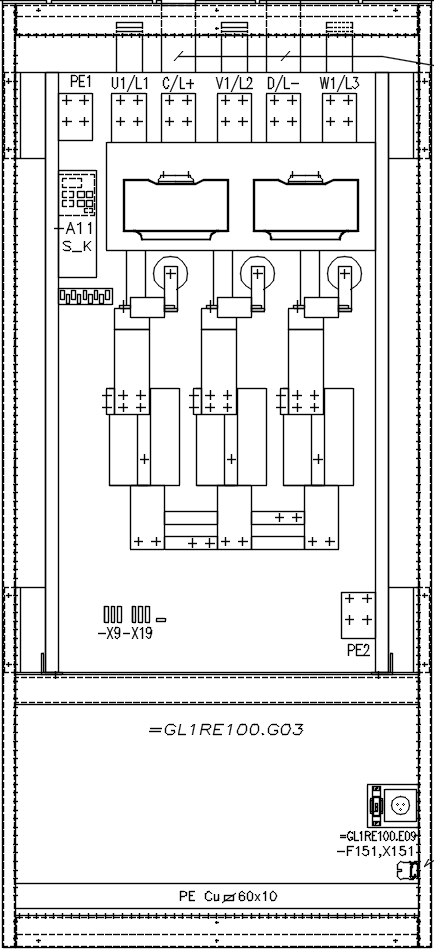 PE1 U1/L1 C/L+ V1/L2 D/L- W1/L3
-A11
S_K
-X9-X19
PE2
=GL1RE100.G03
=GL1RE100.E09
-F151,X151
PE Cu▱60x10